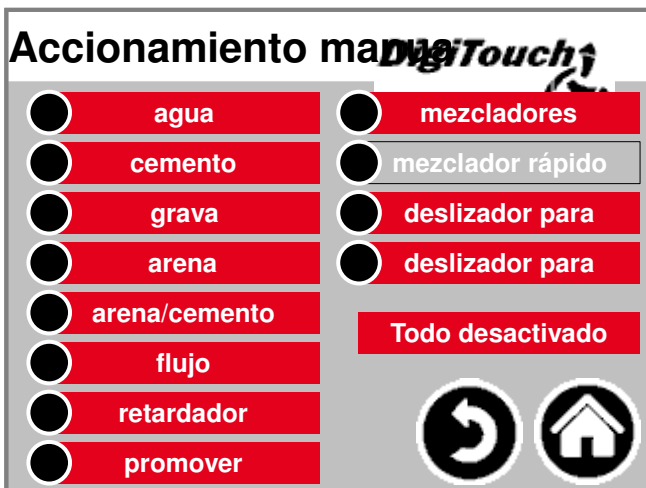 Accionamiento manua
DigiTouch
agua
cemento
grava
arena
arena/cemento
flujo
retardador
promover
mezcladores
mezclador rápido
deslizador para
deslizador para
Todo desactivado